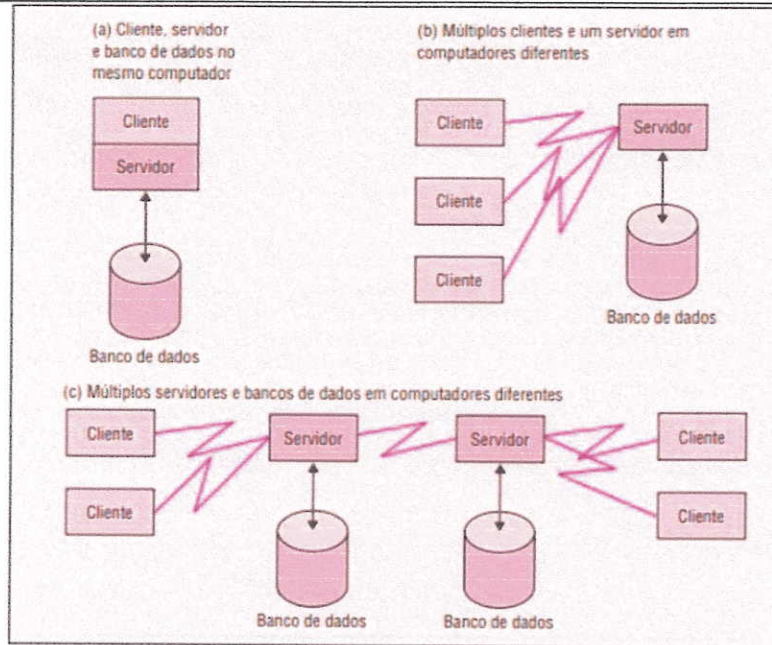 (a) Cliente, servidor
e banco de dados no
mesmo computador
Cliente
Servidor
Banco de dados
(b) Múltiplos clientes e um servidor em
computadores diferentes
Cliente
Servidor
Cliente
Cliente
Banco de dados
(c) Múltiplos servidores e bancos de dados em computadores diferentes
Cliente
Servidor
Servidor
Cliente
Cliente
Cliente
Banco de dados
Banco de dados